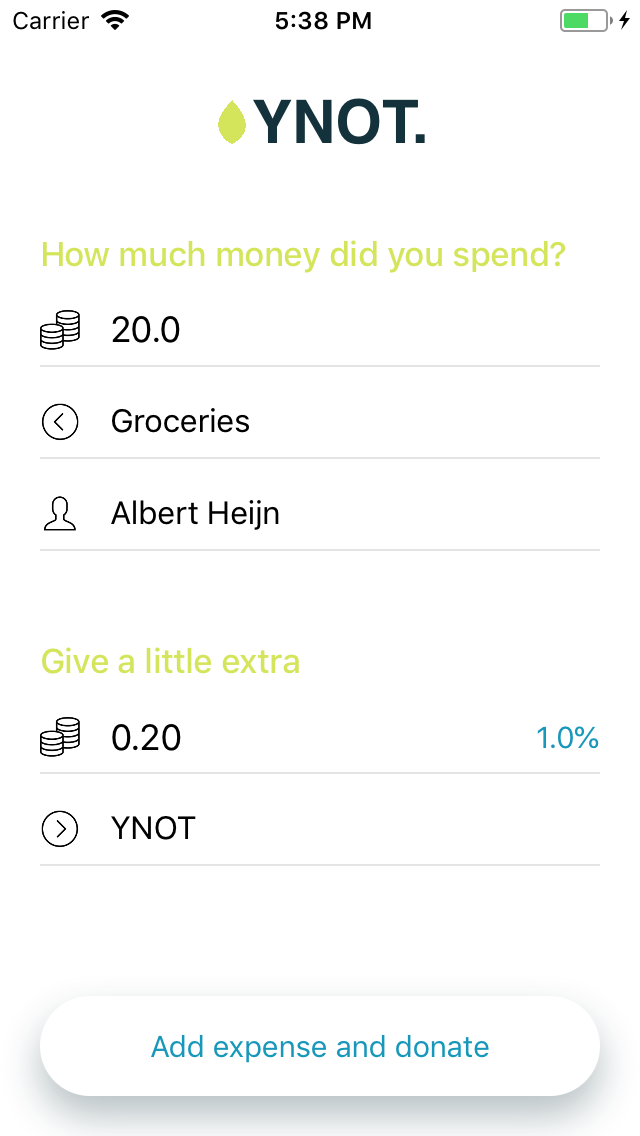 Carrier 5:38 PM
YNOT.
How much money did you spend?
20.0
Groceries
Albert Heijn
Give a little extra
0.20 1.0%
YNOT
Add expense and donate